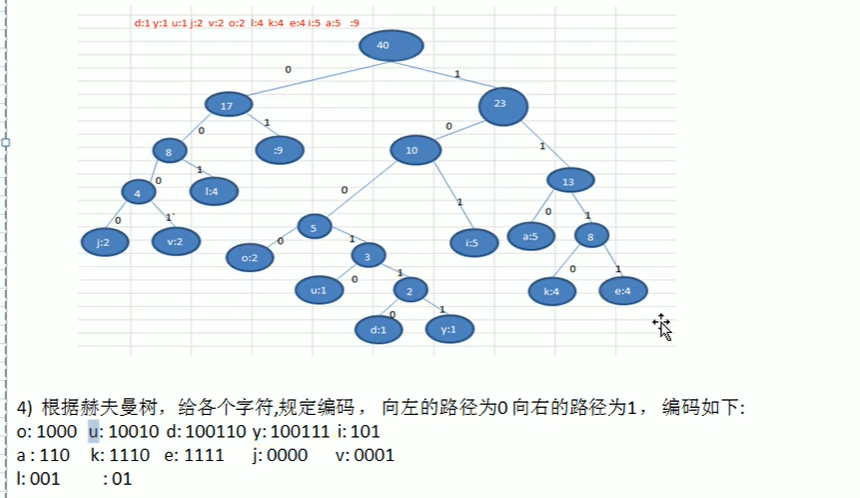 d:1 y:1 u:1 j:2 v:2 o:2 l:4 k:4 e:4 i:5 a:5 :9
40
0 1
17 23
0 1 0 1
8 :9 10 13
0 1 0 1 0 1
4 l:4 5 i:5 a:5 8
0 1` 0 1 0 1
j:2 v:2 o:2 3 k:4 e:4
0 1
u:1 2
0 1
d:1 y:1
4) 根据赫夫曼树，给各个字符,规定编码 ， 向左的路径为0 向右的路径为1 ， 编码如下:
o: 1000 u: 10010 d: 100110 y: 100111 i: 101
a : 110 k: 1110 e: 1111 j: 0000 v: 0001
l: 001 : 01